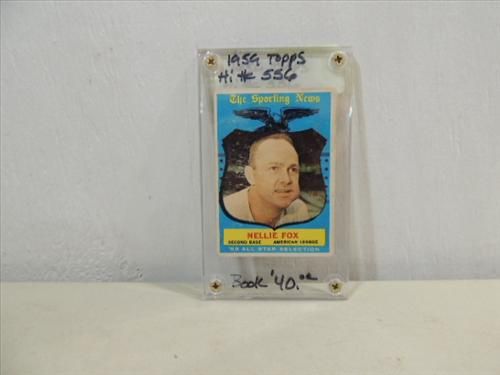 1959 Topps
Hi # 556
The Sporting News
NELLIE FOX
SECOND BASE AMERICAN LEAGUE
'59 ALL STAR SELECTION
Book $40.00